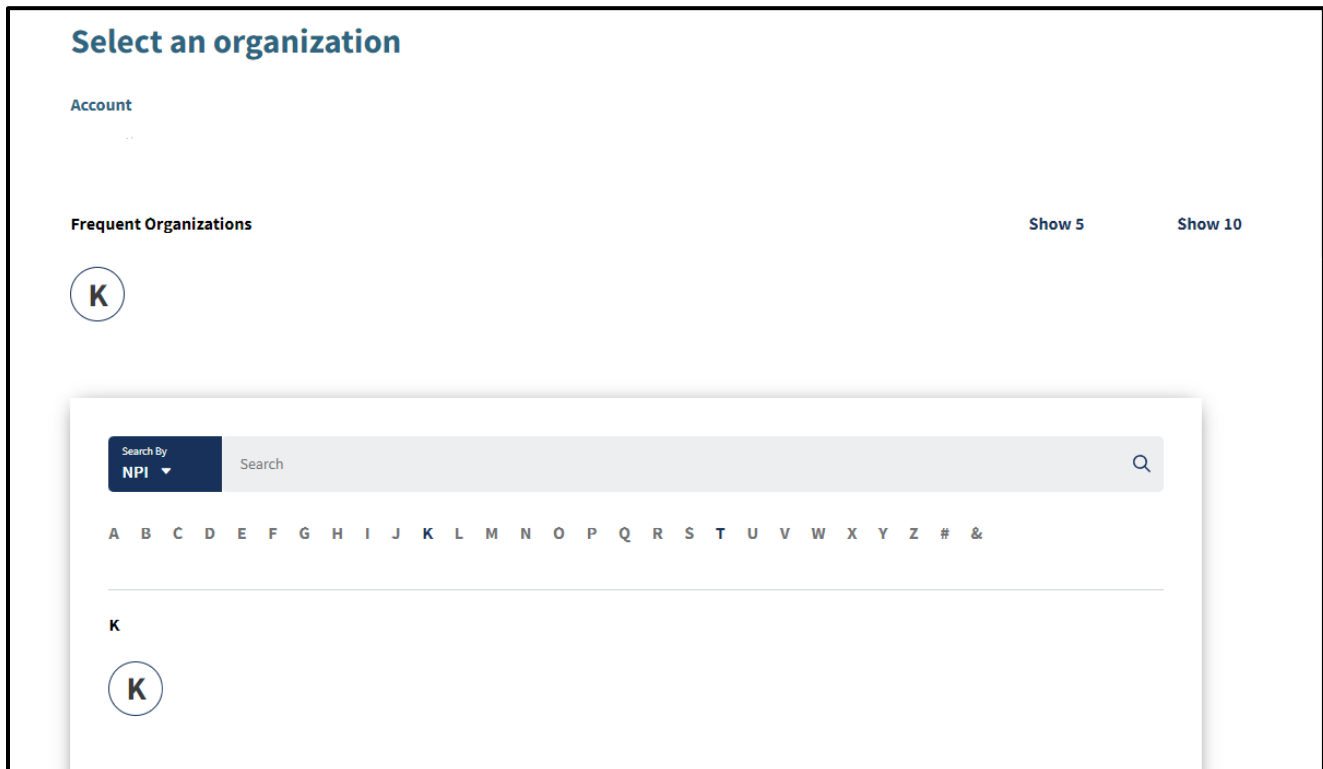 Select an organization
Account
Frequent Organizations Show 5 Show 10
K
Search By
NPI Search
A B C D E F G H I J K L M N O P Q R S T U V W X Y Z # &
K
K